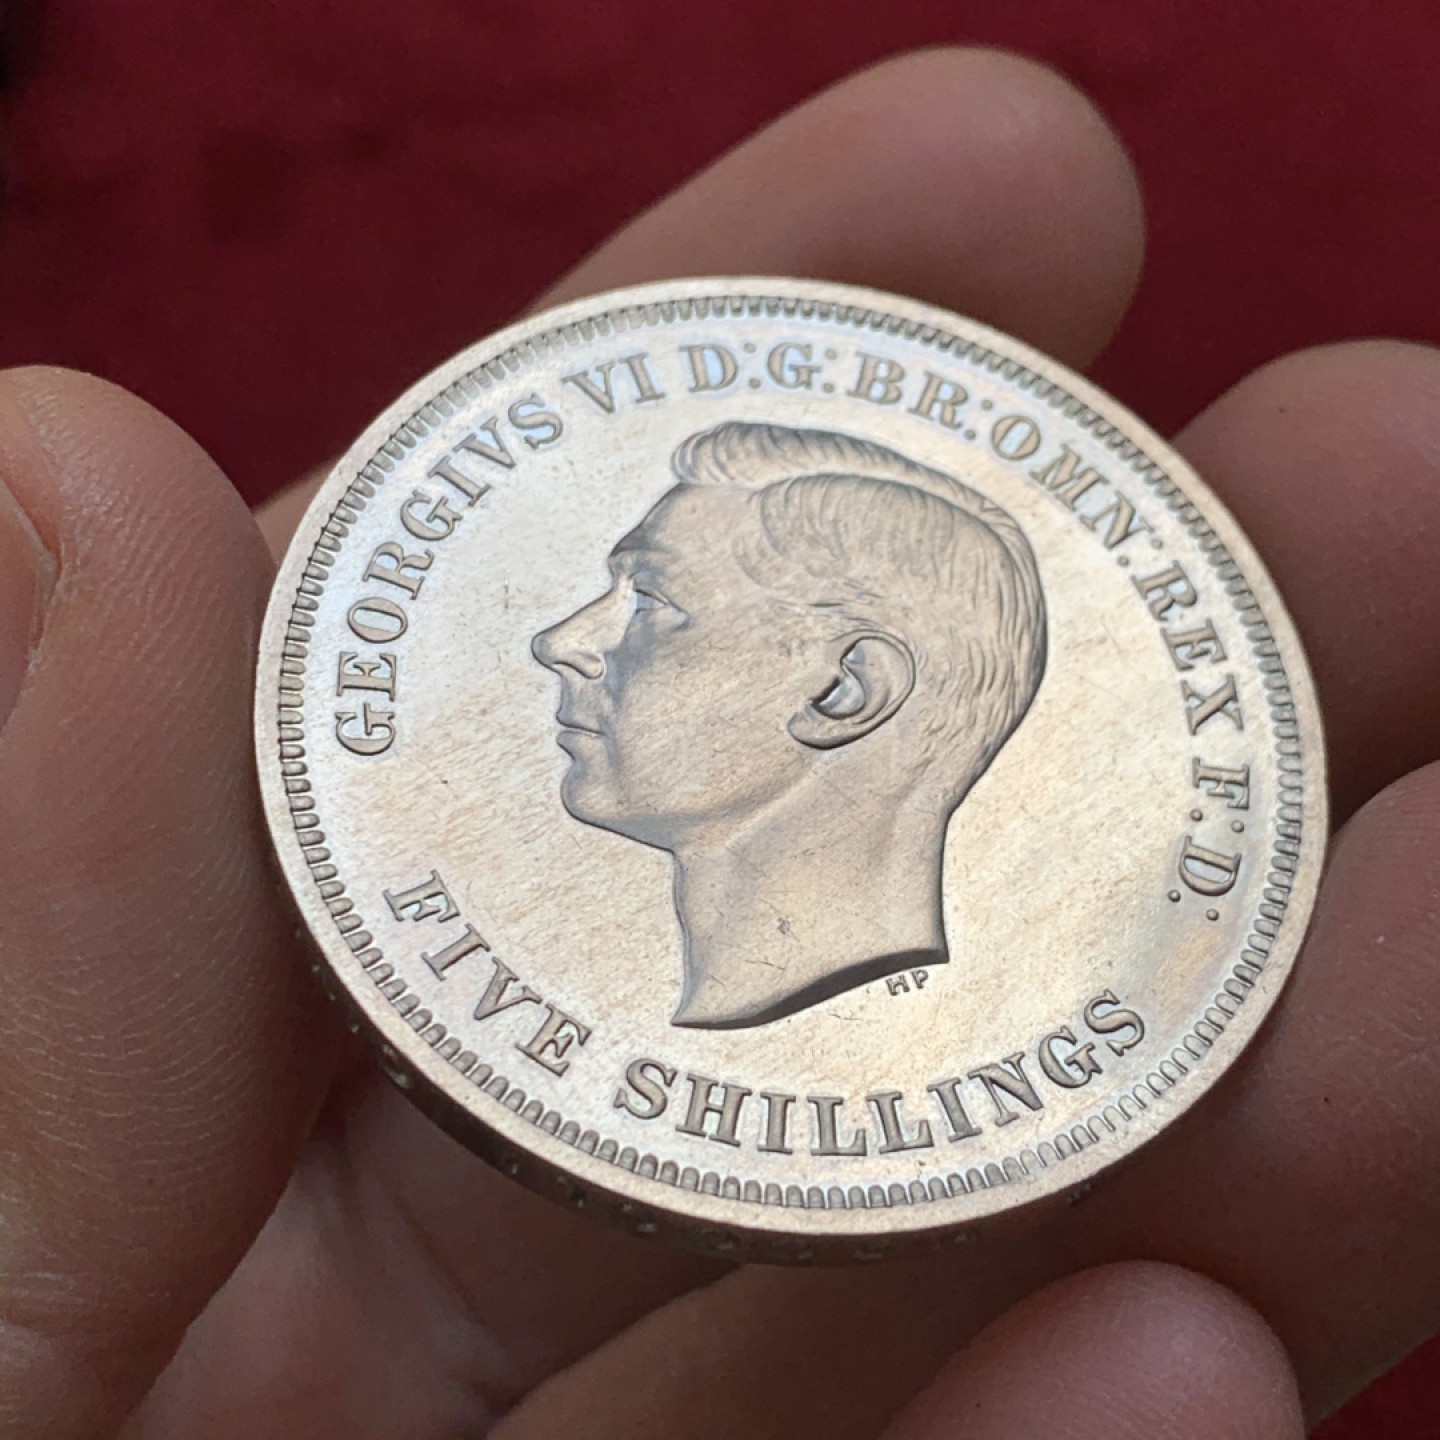 GEORGIVS VI D:G:BR:OMN:REX F:D:
HP
FIVE SHILLINGS